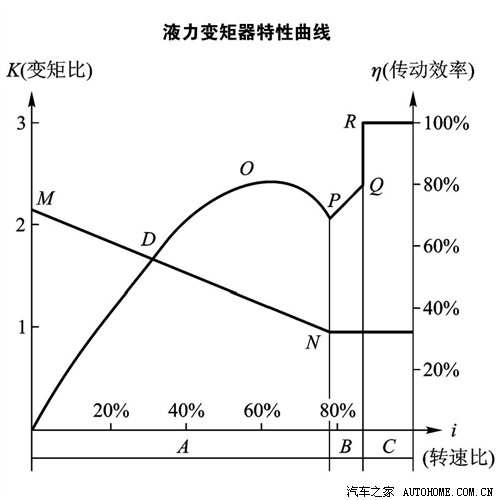 液力变矩器特性曲线
K(变矩比)
η(传动效率)
3
R
100%
M
O
P
Q
80%
2
D
60%
1
N
40%
20%
20%
40%
60%
80%
i
A
B
C
(转速比)
汽车之家 AUTOHOME.COM.CN